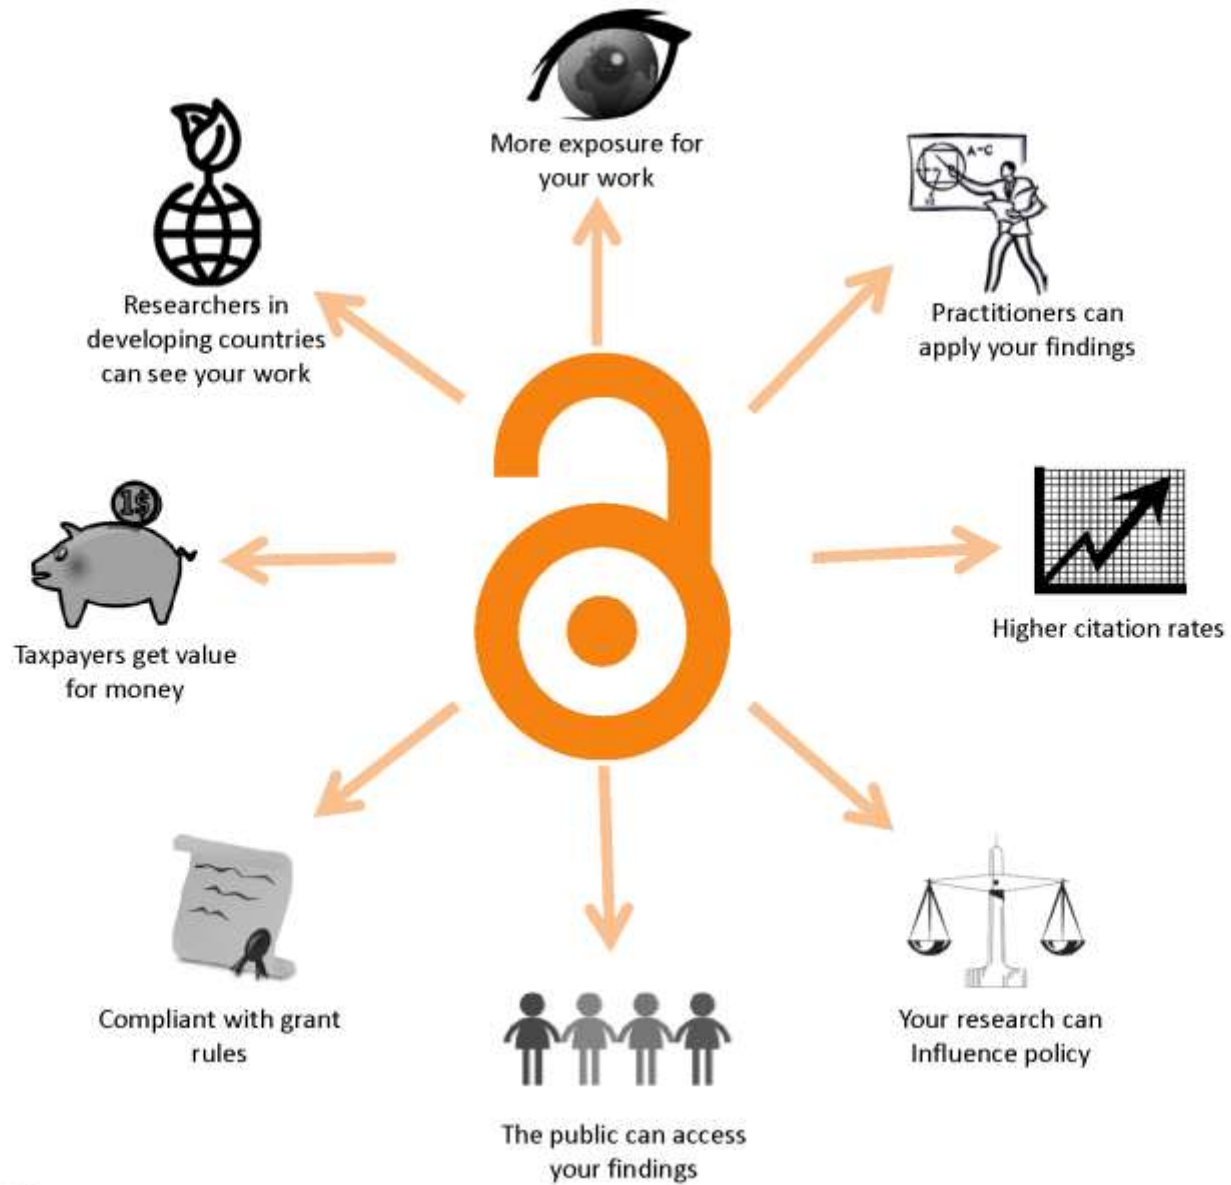 More exposure for
your work
A=C
Practitioners can
apply your findings
Researchers in
developing countries
can see your work
1$
Higher citation rates
Taxpayers get value
for money
Compliant with grant
rules
Your research can
Influence policy
The public can access
your findings